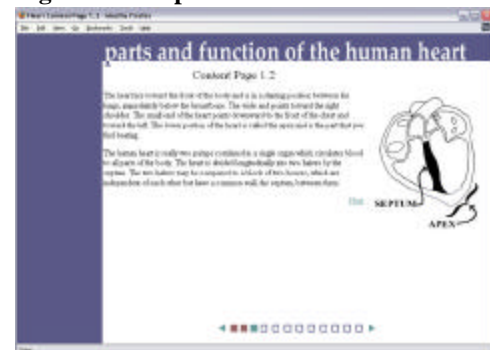 parts and function of the human heart
Content Page 1.2
The heart lies toward the front of the body and is in a slanting position between the
lungs, immediately below the breastbone. The wide end points toward the right
shoulder. The small end of the heart points downward to the front of the chest and
toward the left. The lower portion of the heart is called the apex and is the part that you
feel beating.
The human heart is really two pumps combined in a single organ which circulates blood
to all parts of the body. The heart is divided longitudinally into two halves by the
septum. The two halves may be compared to a block of two houses, which are
independent of each other but have a common wall, the septum, between them.
SEPTUM
APEX